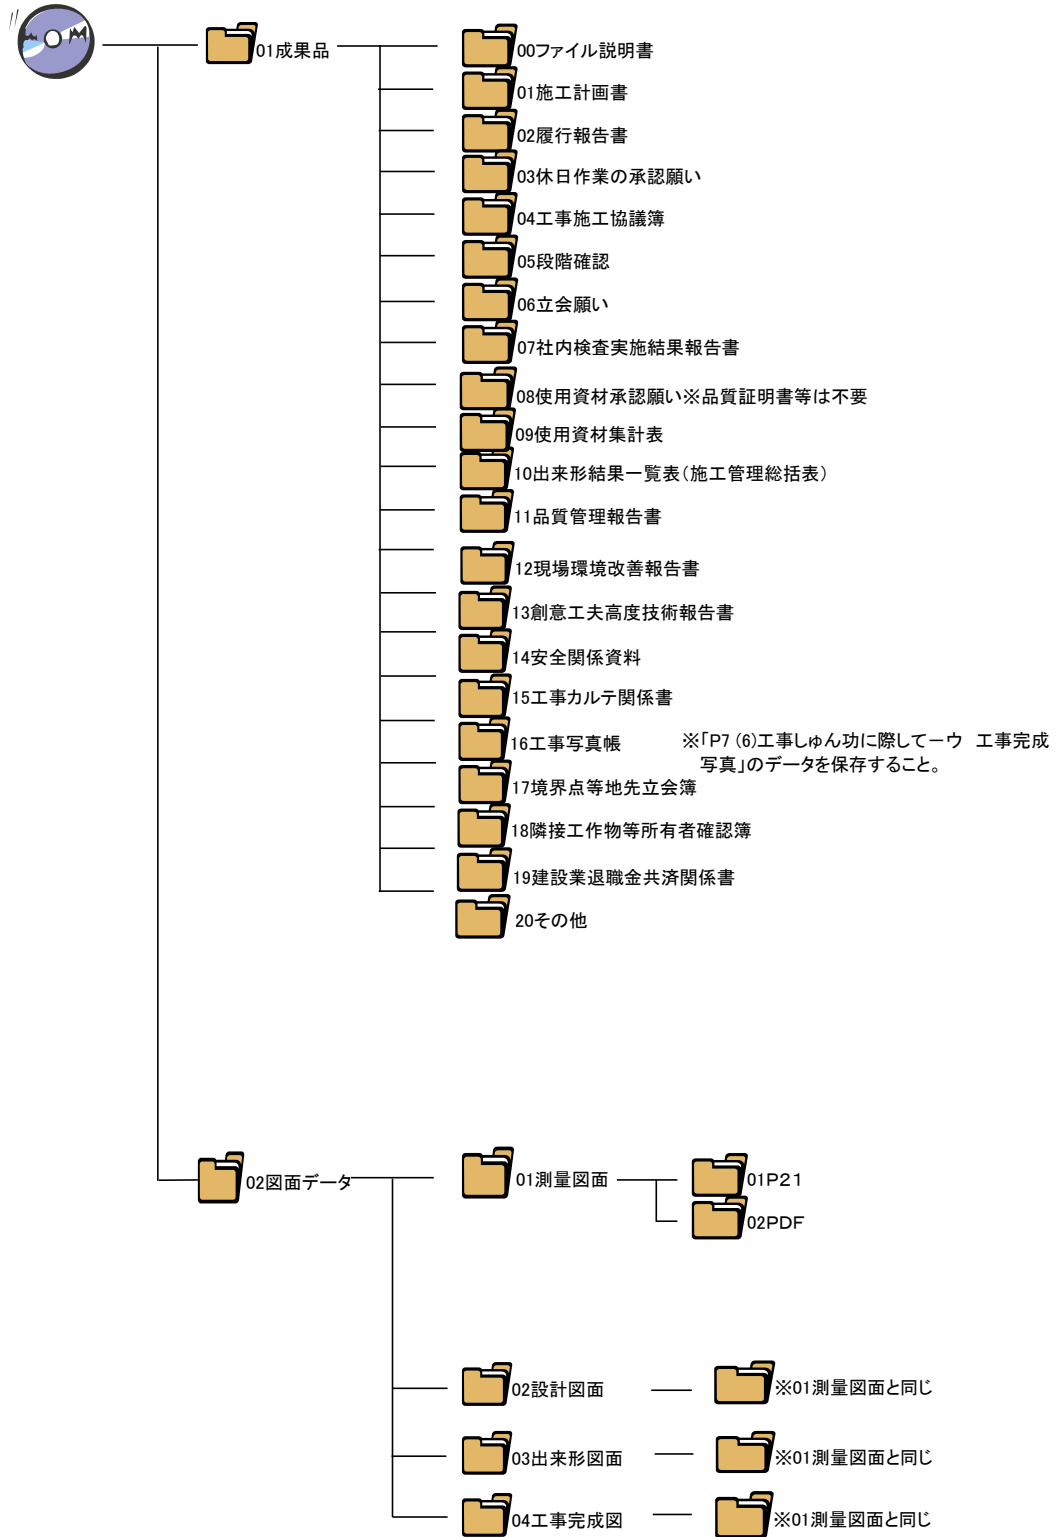 01成果品
00ファイル説明書
01施工計画書
02履行報告書
03休日作業の承認願い
04工事施工協議簿
05段階確認
06立会願い
07社内検査実施結果報告書
08使用資材承認願い※品質証明書等は不要
09使用資材集計表
10出来形結果一覧表(施工管理総括表)
11品質管理報告書
12現場環境改善報告書
13創意工夫高度技術報告書
14安全関係資料
15工事カルテ関係書
16工事写真帳
※「P7 (6)工事しゅん功に際してーウ　工事完成
写真」のデータを保存すること。
17境界点等地先立会簿
18隣接工作物等所有者確認簿
19建設業退職金共済関係書
20その他
02図面データ
01測量図面
01P21
02PDF
02設計図面
※01測量図面と同じ
03出来形図面
※01測量図面と同じ
04工事完成図
※01測量図面と同じ